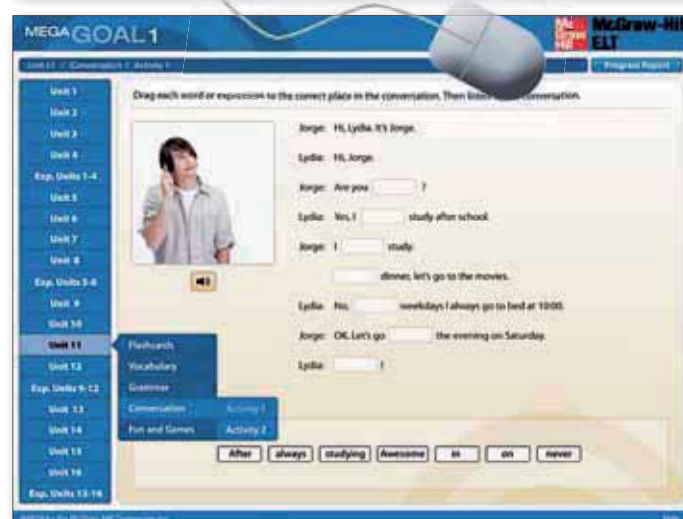 MEGA GOAL 1
McGraw-Hill
ELT
Mc
Graw
Hill
Unit 11 / Conversation / Activity 1
Progress Report
Unit 1
Unit 2
Unit 3
Unit 4
Exp. Units 1-4
Unit 5
Unit 6
Unit 7
Unit 8
Exp. Units 5-8
Unit 9
Unit 10
Unit 11
Unit 12
Exp. Units 9-12
Unit 13
Unit 14
Unit 15
Unit 16
Exp. Units 13-16
Flashcards
Vocabulary
Grammar
Conversation
Activity 1
Fun and Games
Activity 2
Drag each word or expression to the correct place in the conversation. Then listen conversation.
Jorge: Hi, Lydia. It's Jorge.
Lydia: Hi, Jorge.
Jorge: Are you ?
Lydia: Yes. I study after school.
Jorge: I study.
dinner, let's go to the movies.
Lydia: No, weekdays I always go to bed at 10:00.
Jorge: OK. Let's go the evening on Saturday.
Lydia: !
After always studying Awesome in on never